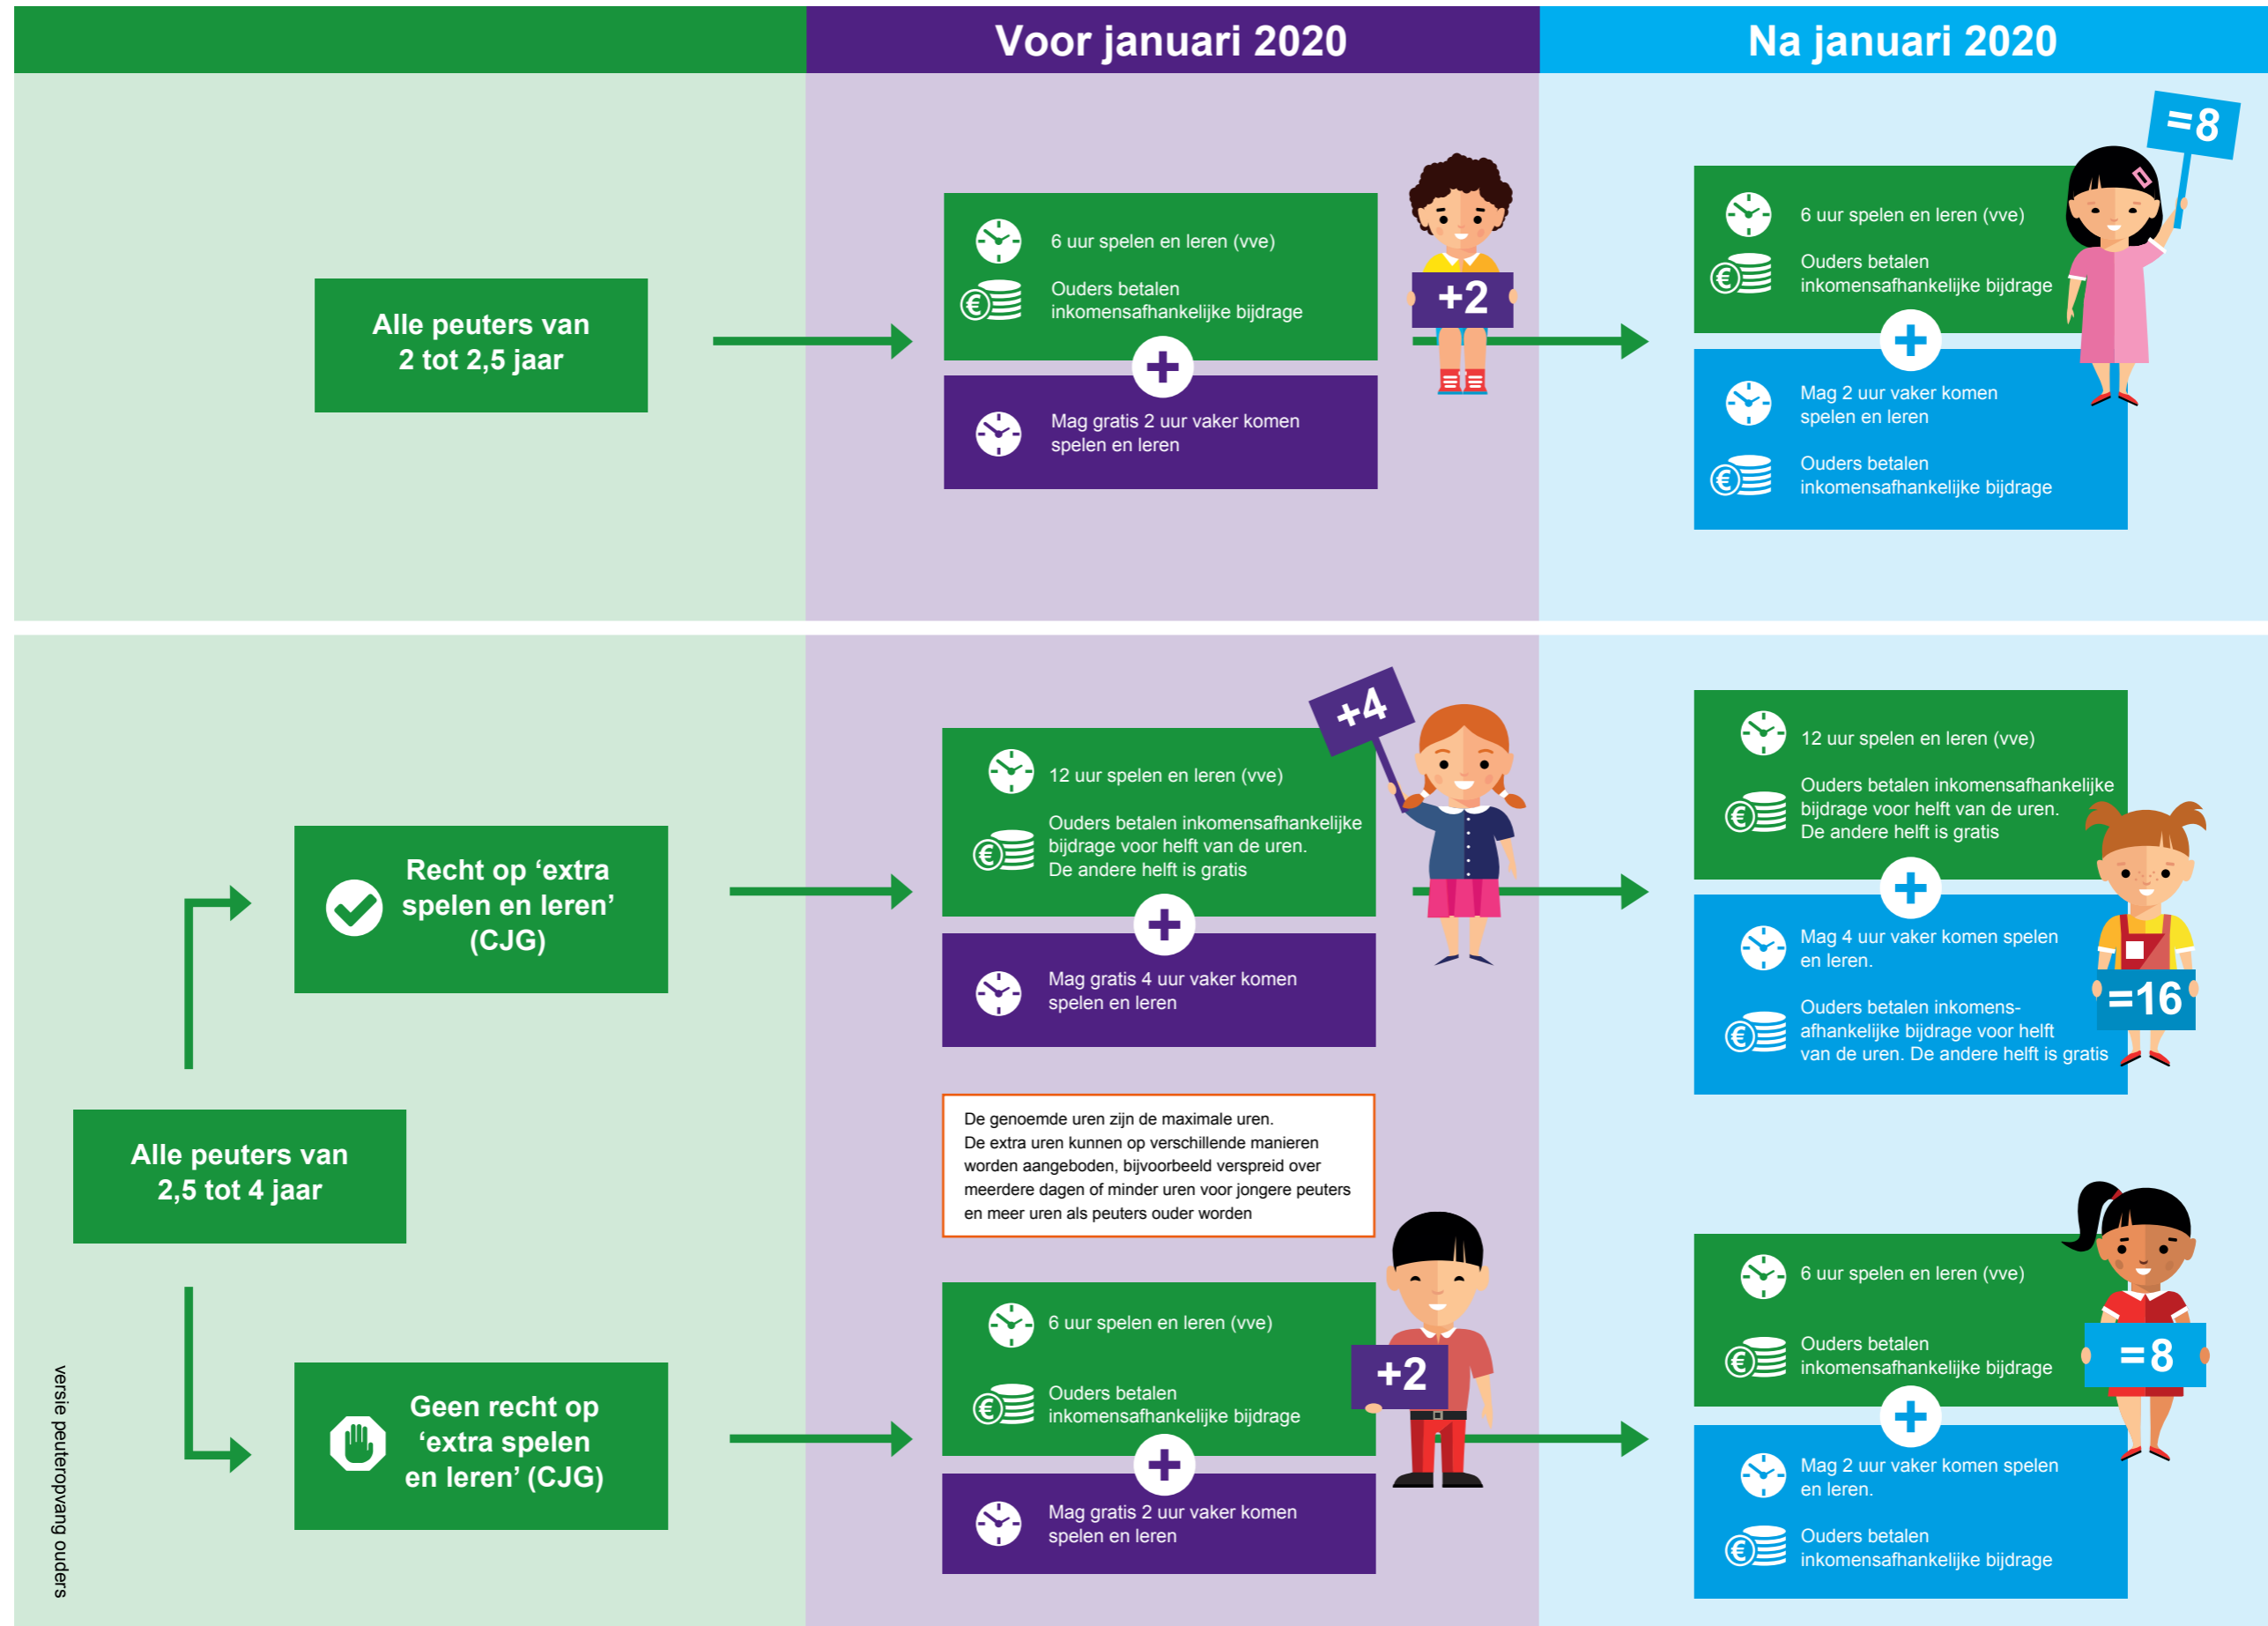 Voor januari 2020
Na januari 2020
Alle peuters van
2 tot 2,5 jaar
6 uur spelen en leren (vve)
Ouders betalen
inkomensafhankelijke bijdrage
+
Mag gratis 2 uur vaker komen
spelen en leren
+2
6 uur spelen en leren (vve)
Ouders betalen
inkomensafhankelijke bijdrage
+
Mag 2 uur vaker komen
spelen en leren
Ouders betalen
inkomensafhankelijke bijdrage
=8
Alle peuters van
2,5 tot 4 jaar
Recht op ‘extra
spelen en leren’
(CJG)
12 uur spelen en leren (vve)
Ouders betalen inkomensafhankelijke
bijdrage voor helft van de uren.
De andere helft is gratis
+
Mag gratis 4 uur vaker komen
spelen en leren
+4
12 uur spelen en leren (vve)
Ouders betalen inkomensafhankelijke
bijdrage voor helft van de uren.
De andere helft is gratis
+
Mag 4 uur vaker komen spelen
en leren.
Ouders betalen inkomens-
afhankelijke bijdrage voor helft
van de uren. De andere helft is gratis
=16
De genoemde uren zijn de maximale uren.
De extra uren kunnen op verschillende manieren
worden aangeboden, bijvoorbeeld verspreid over
meerdere dagen of minder uren voor jongere peuters
en meer uren als peuters ouder worden
Geen recht op
‘extra spelen
en leren’ (CJG)
6 uur spelen en leren (vve)
Ouders betalen
inkomensafhankelijke bijdrage
+
Mag gratis 2 uur vaker komen
spelen en leren
+2
6 uur spelen en leren (vve)
Ouders betalen
inkomensafhankelijke bijdrage
+
Mag 2 uur vaker komen spelen
en leren.
Ouders betalen
inkomensafhankelijke bijdrage
=8
versie peuteropvang ouders